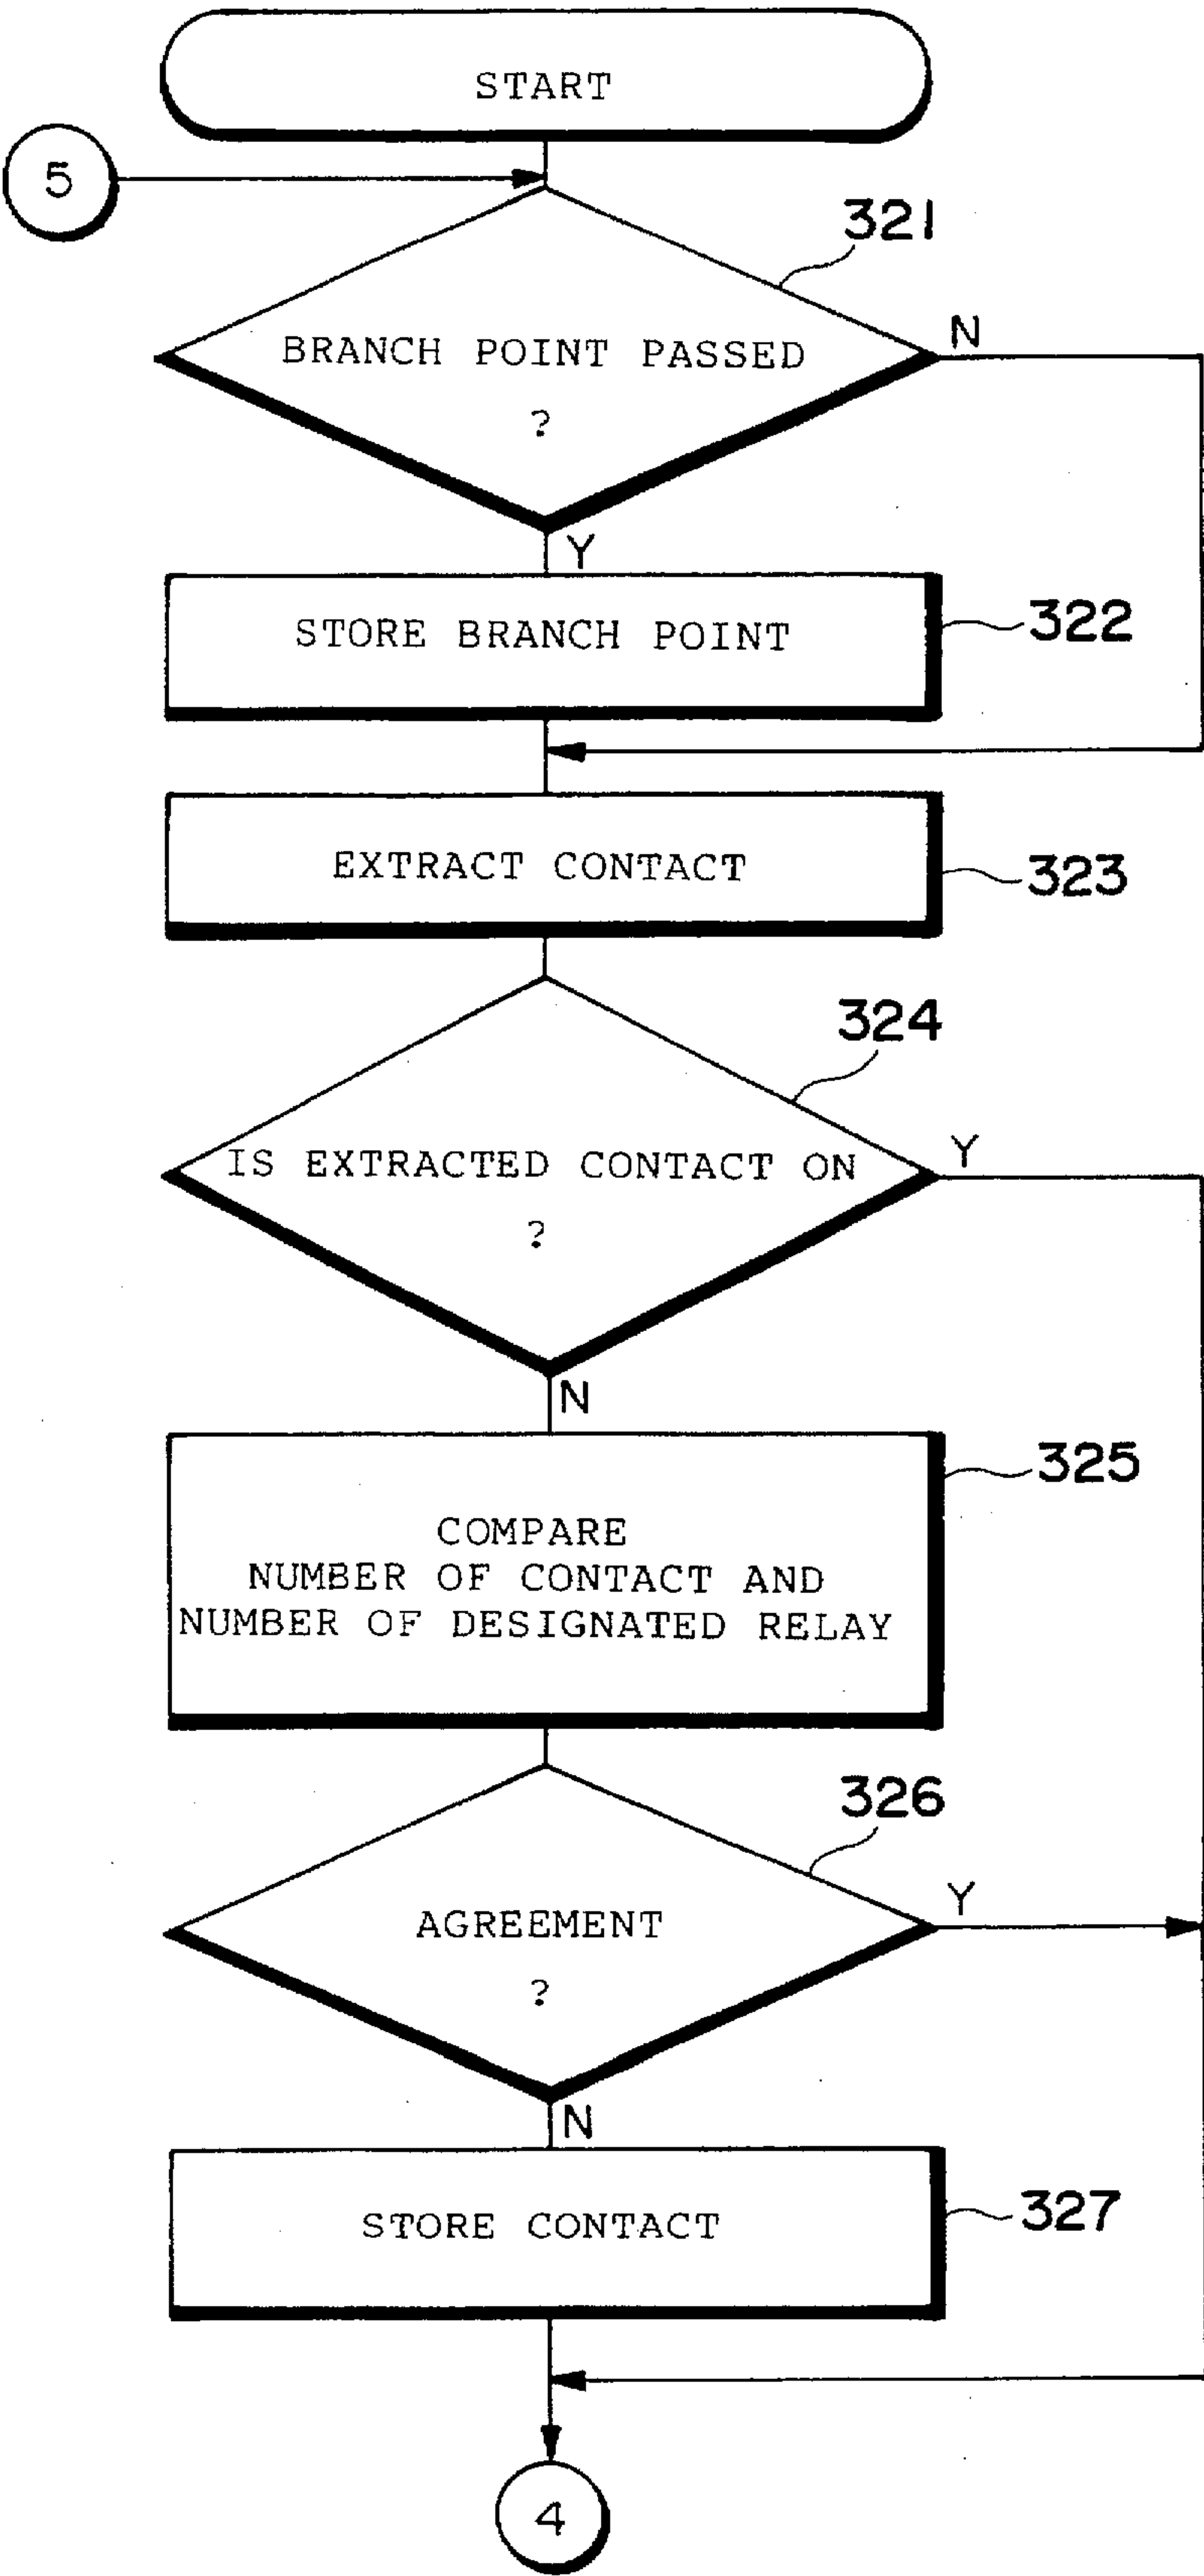 START
5
321
BRANCH POINT PASSED
?
N
Y
STORE BRANCH POINT
322
EXTRACT CONTACT
323
324
IS EXTRACTED CONTACT ON
?
Y
N
325
COMPARE
NUMBER OF CONTACT AND
NUMBER OF DESIGNATED RELAY
326
AGREEMENT
?
Y
N
STORE CONTACT
327
4